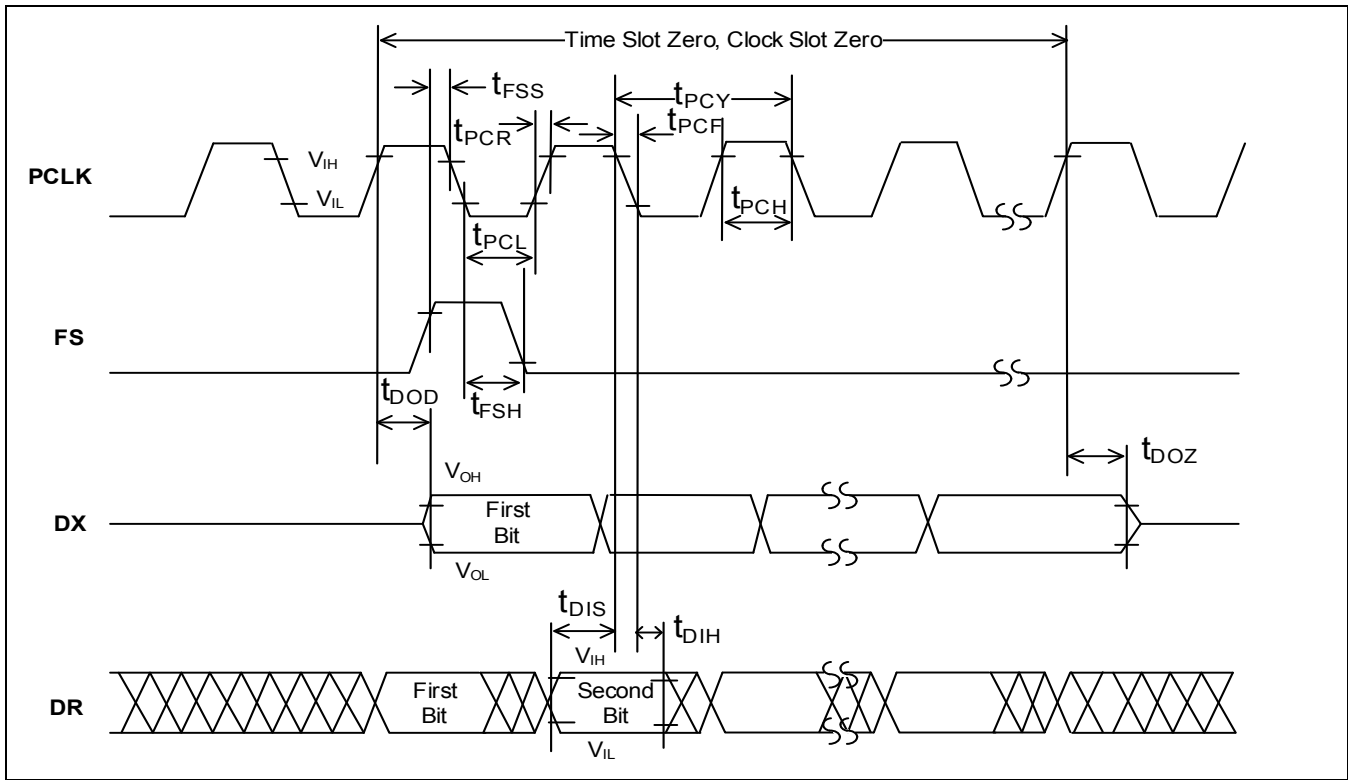 Time Slot Zero, Clock Slot Zero
tFSS
tPCY
tPCR
tPCF
PCLK
VIH
VIL
tPCH
tPCL
FS
tDOD
tFSH
tDOZ
VOH
DX
First
Bit
VOL
tDIS
tDIH
VIH
DR
First
Bit
Second
Bit
VIL